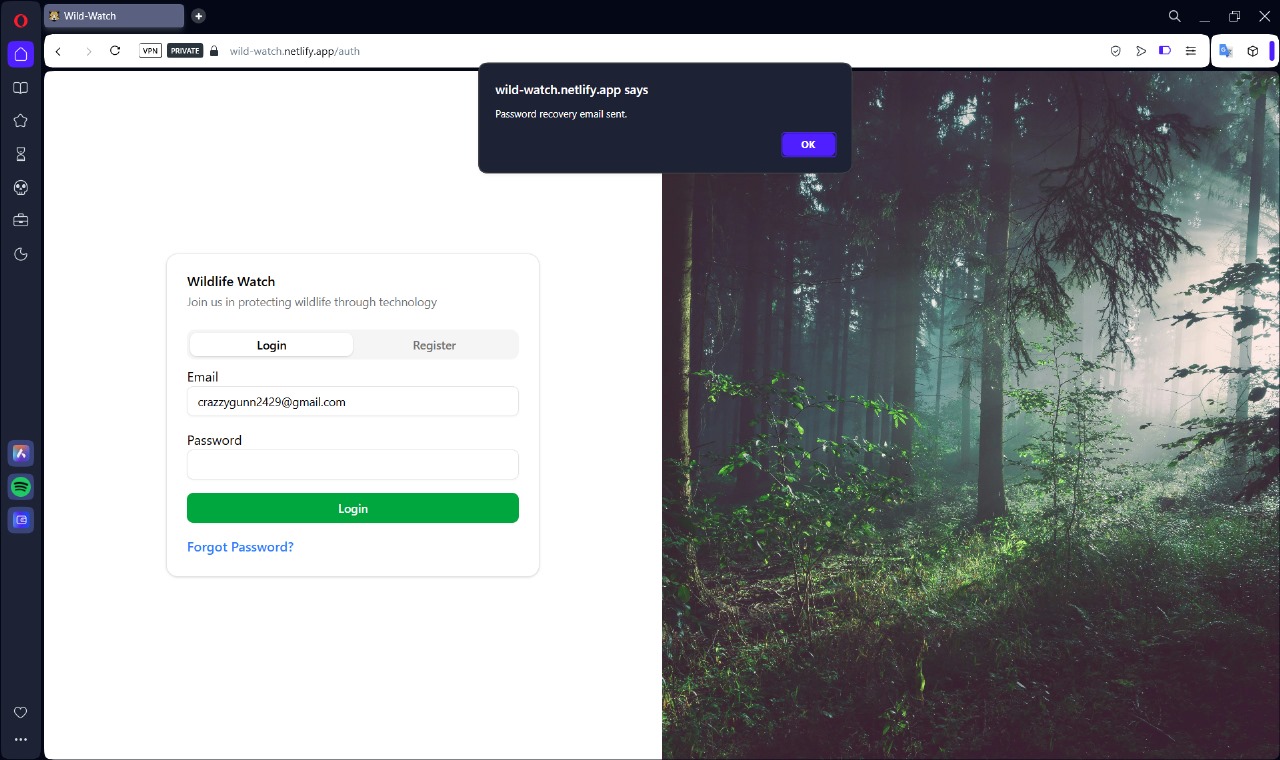 Wild-Watch
VPN
PRIVATE
wild-watch.netlify.app/auth
wild-watch.netlify.app says
Password recovery email sent.
OK
Wildlife Watch
Join us in protecting wildlife through technology
Login
Register
Email
crazzygunn2429@gmail.com
Password
Login
Forgot Password?